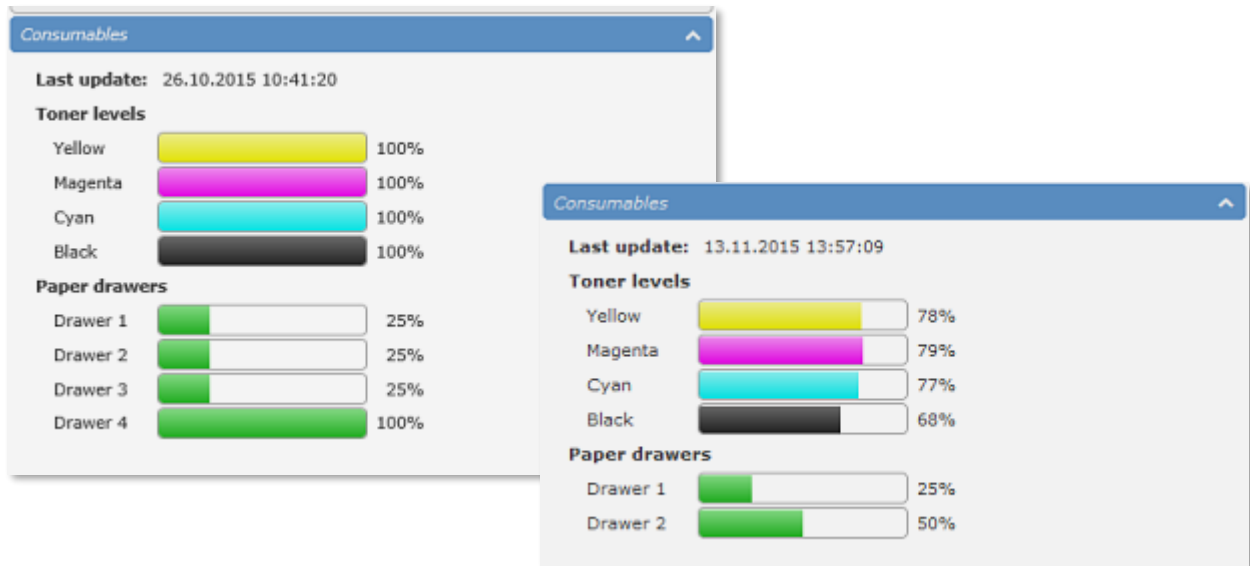 Consumables
Last update: 26.10.2015 10:41:20
Toner levels
Yellow 100%
Magenta 100%
Cyan 100%
Black 100%
Paper drawers
Drawer 1 25%
Drawer 2 25%
Drawer 3 25%
Drawer 4 100%
Consumables
Last update: 13.11.2015 13:57:09
Toner levels
Yellow 78%
Magenta 79%
Cyan 77%
Black 68%
Paper drawers
Drawer 1 25%
Drawer 2 50%